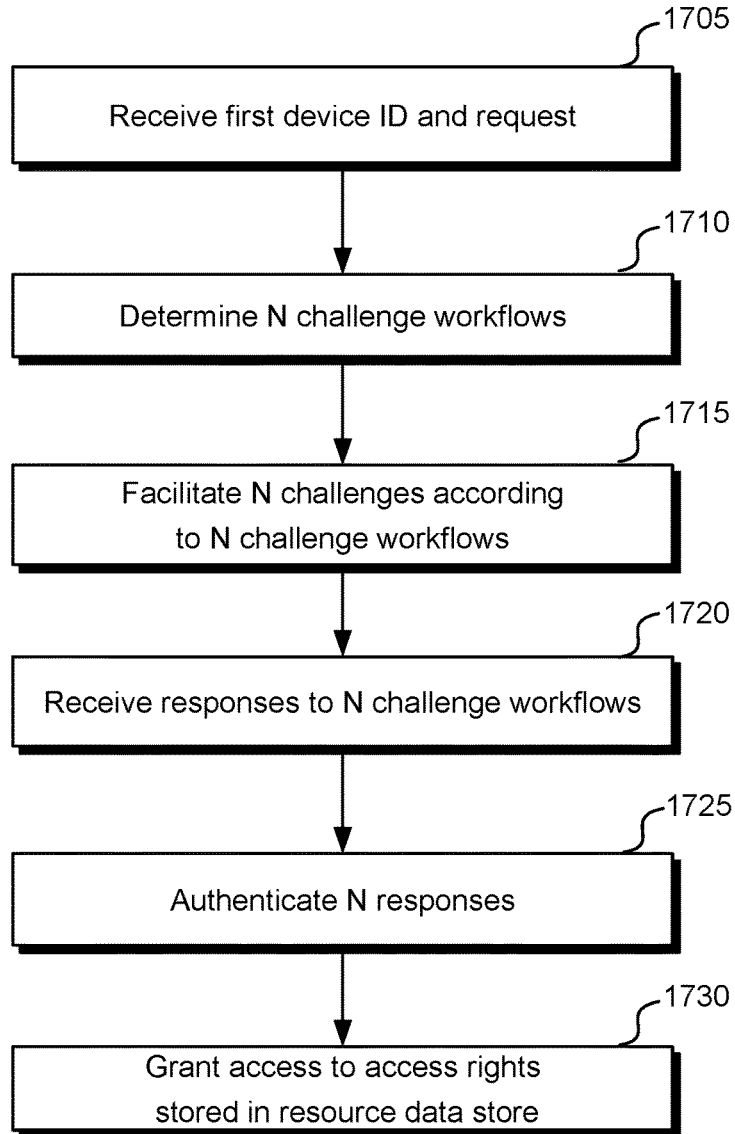 1705
Receive first device ID and request
1710
Determine N challenge workflows
1715
Facilitate N challenges according
to N challenge workflows
1720
Receive responses to N challenge workflows
1725
Authenticate N responses
1730
Grant access to access rights
stored in resource data store